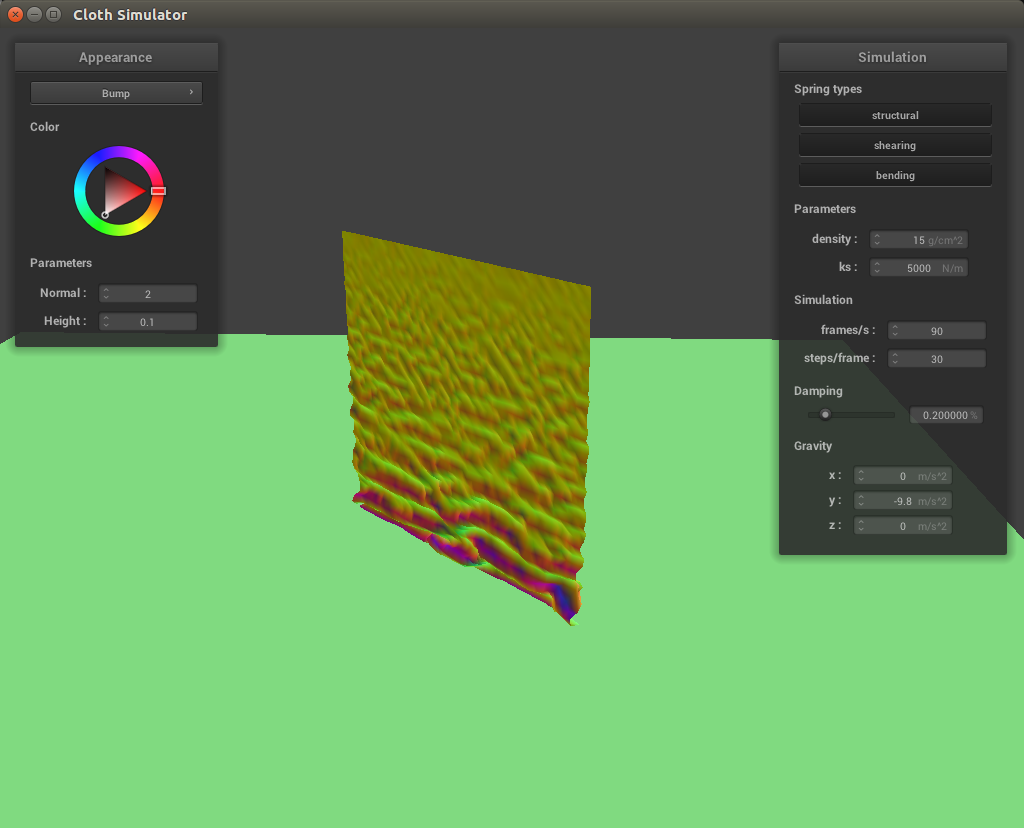 Cloth Simulator
Appearance
Bump
Color
Parameters
Normal : 2
Height : 0.1
Simulation
Spring types
structural
shearing
bending
Parameters
density : 15 g/cm^2
ks : 5000 N/m
Simulation
frames/s : 90
steps/frame : 30
Damping
0.200000 %
Gravity
x : 0 m/s^2
y : -9.8 m/s^2
z : 0 m/s^2